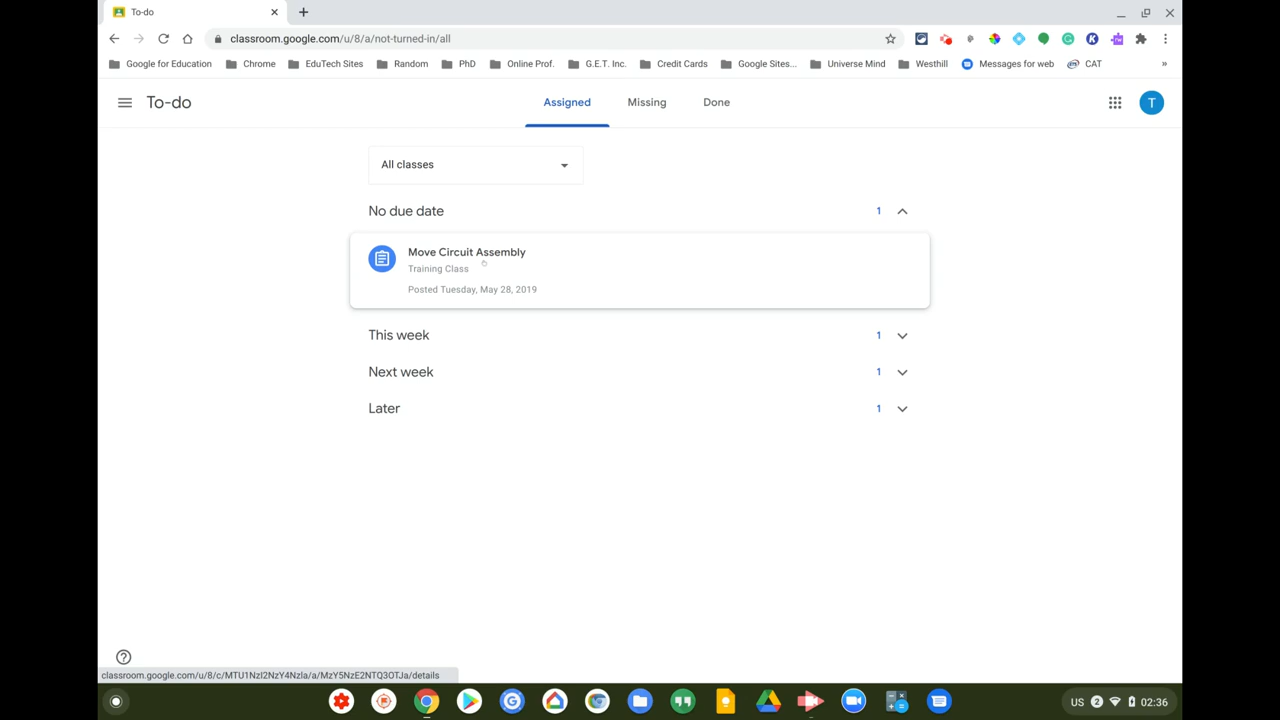 To-do
classroom.google.com/u/8/a/not-turned-in/all
Google for Education
Chrome
EduTech Sites
Random
PhD
Online Prof.
G.E.T. Inc.
Credit Cards
Google Sites...
Universe Mind
Westhill
Messages for web
CAT
»
To-do
Assigned
Missing
Done
T
All classes
No due date
1
Move Circuit Assembly
Training Class
Posted Tuesday, May 28, 2019
This week
1
Next week
1
Later
1
classroom.google.com/u/8/c/MTU1NzI2NzY4NzIa/a/MzY5NzE2NTQ3OTJa/details
US
2
02:36